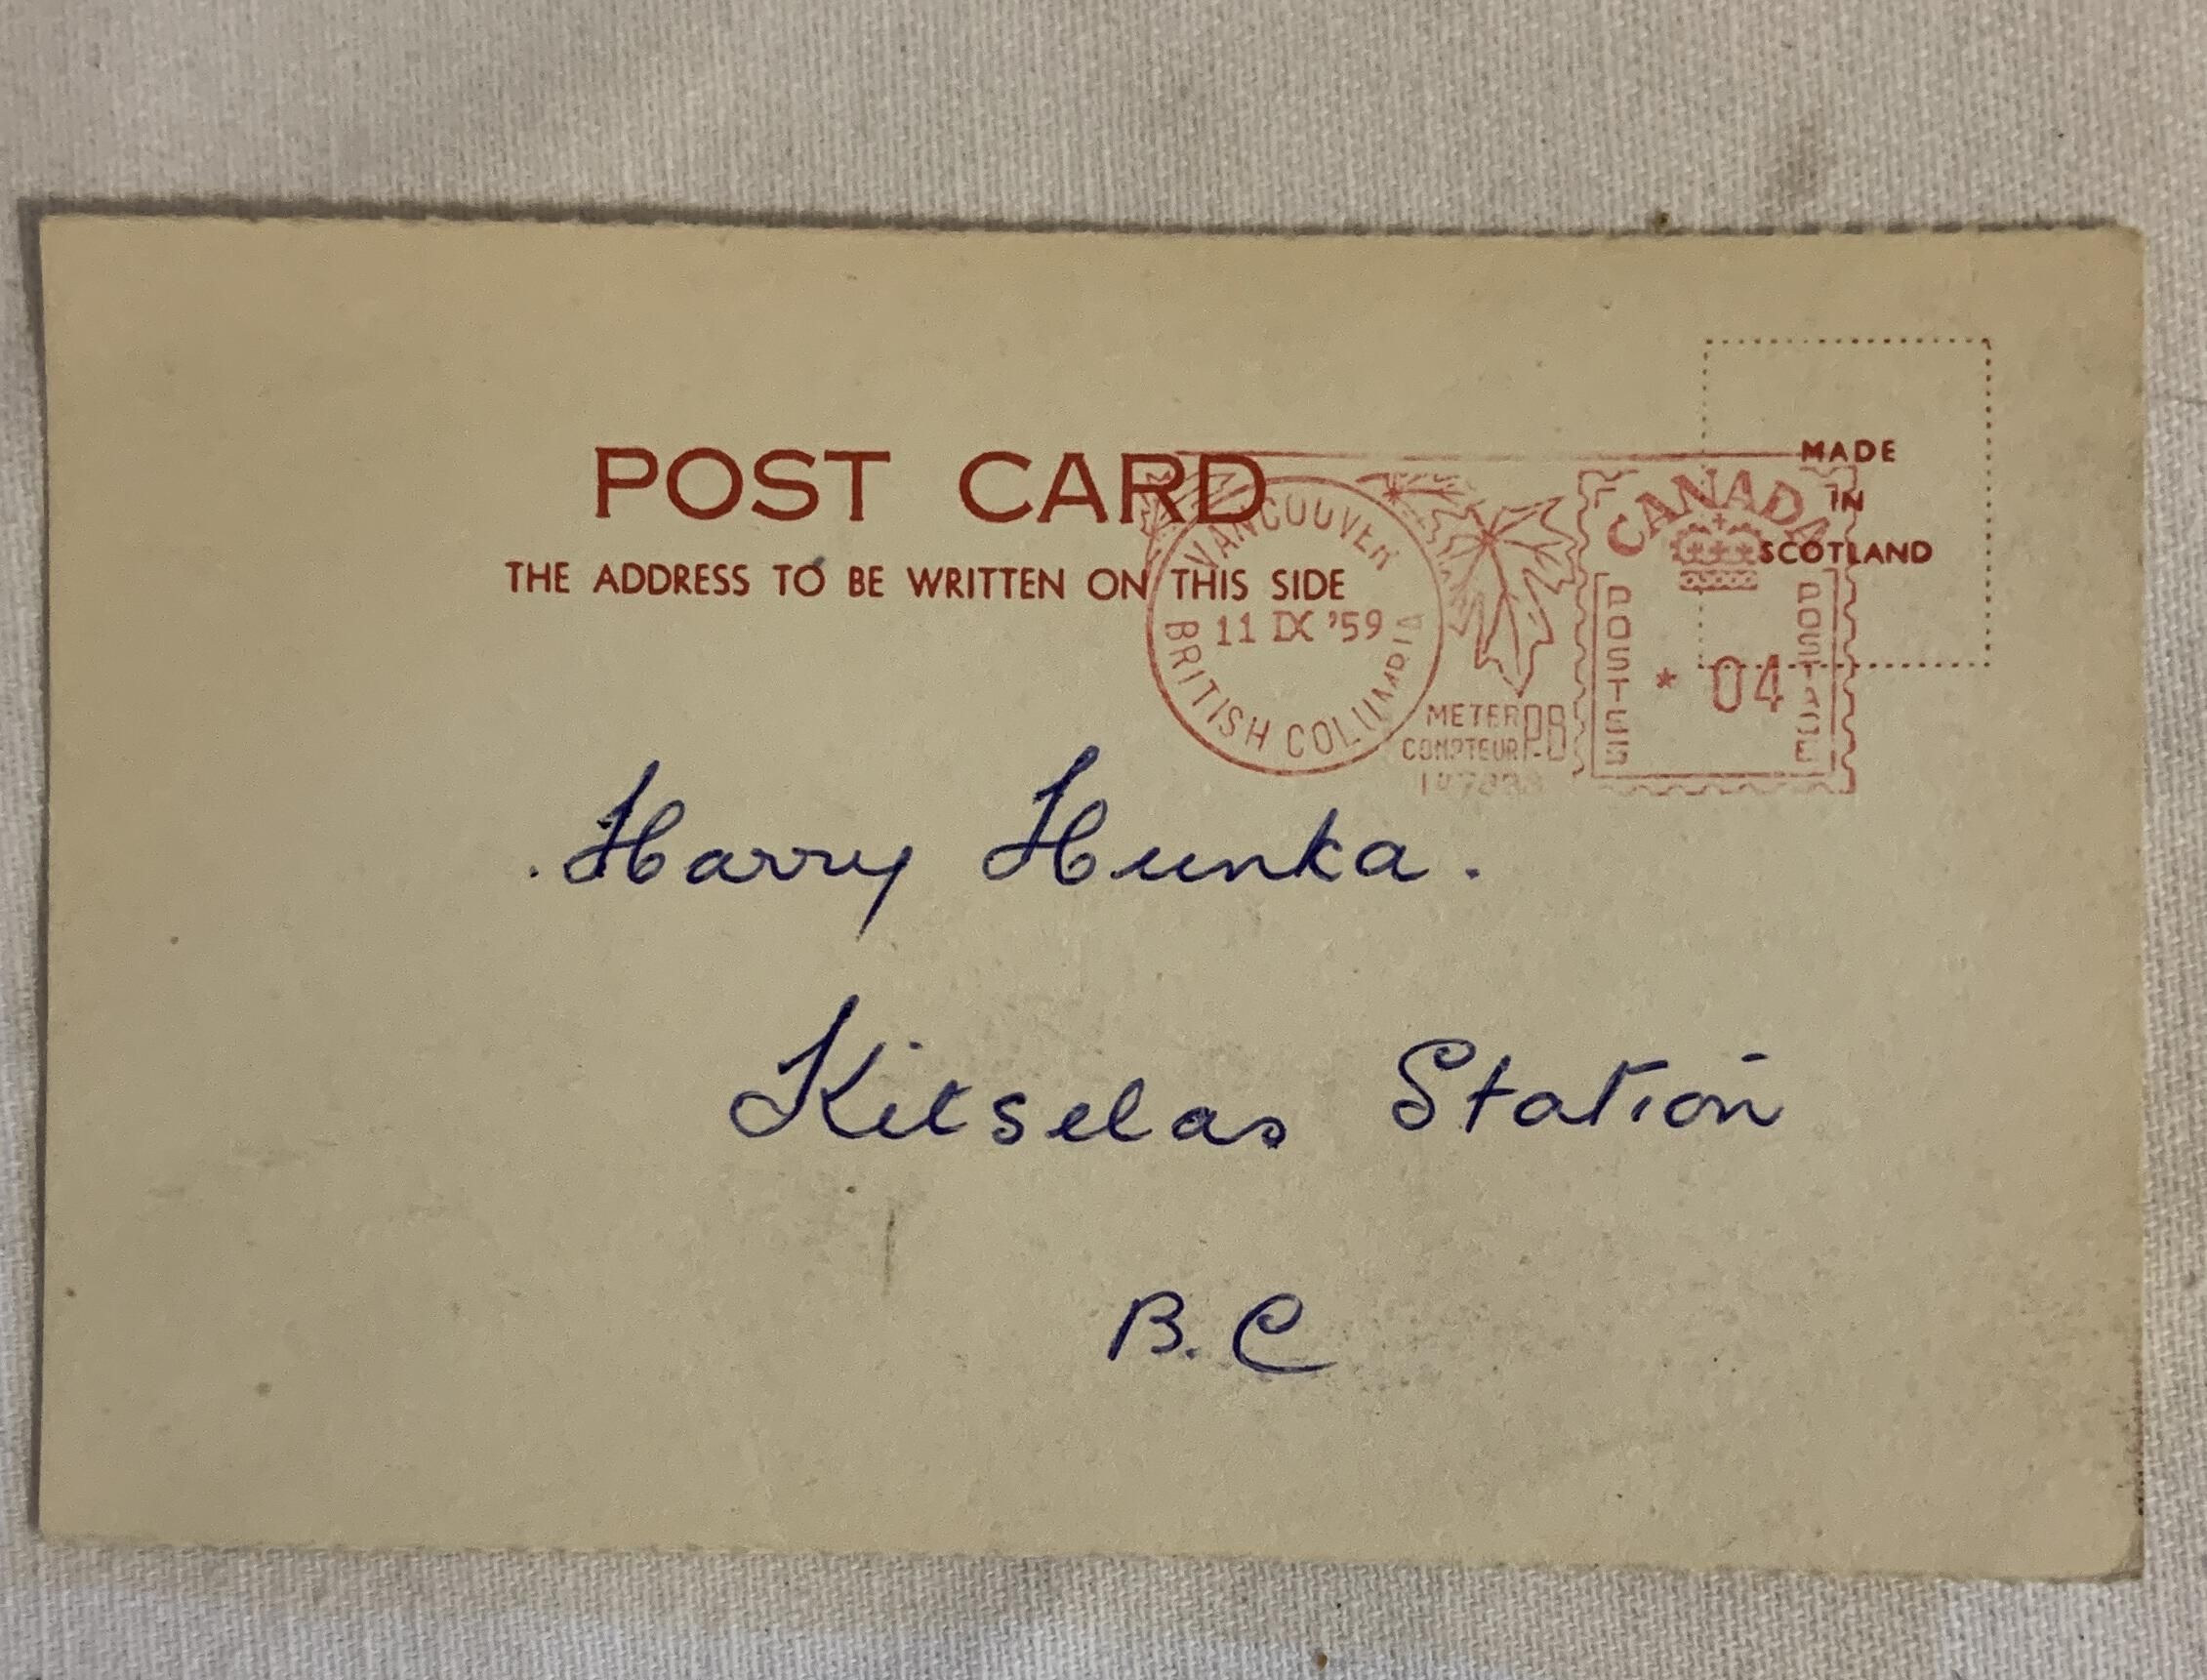 POST CARD
THE ADDRESS TO BE WRITTEN ON THIS SIDE
MADE
IN
SCOTLAND
VANCOUVER
11 IX '59
BRITISH COLUMBIA
METER PB
COMPTEUR
CANADA
POSTES
* 04
POSTAGE
. Harry Hunka .
Kitselas Station
B.C